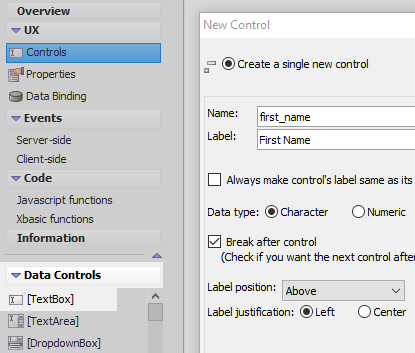 Overview
UX
Controls
Properties
Data Binding
Events
Server-side
Client-side
Code
Javascript functions
Xbasic functions
Information
Data Controls
[TextBox]
[TextArea]
[DropdownBox]
New Control
Create a single new control
Name: first_name
Label: First Name
Always make control's label same as its
Data type: Character Numeric
Break after control
(Check if you want the next control after
Label position: Above
Label justification: Left Center